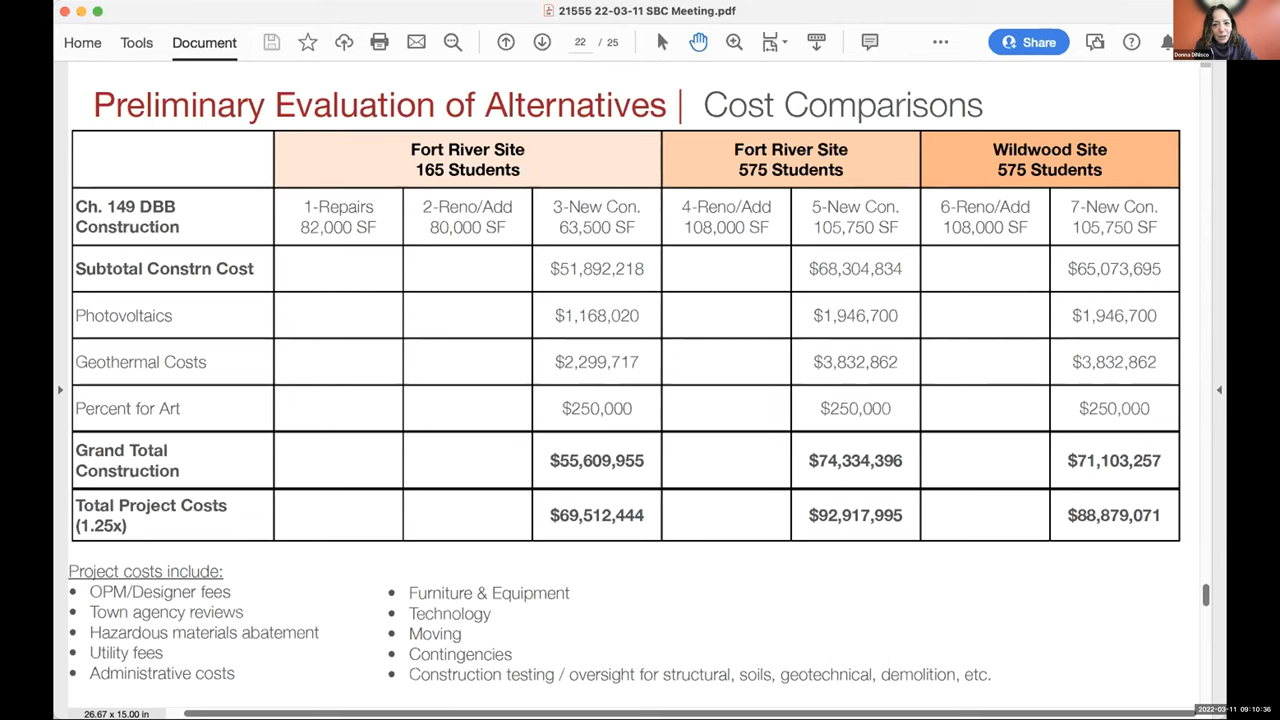 21555 22-03-11 SBC Meeting.pdf
Home Tools Document 22 / 25 Share
Donna DiNisco
Preliminary Evaluation of Alternatives | Cost Comparisons
Fort River Site
165 Students
Fort River Site
575 Students
Wildwood Site
575 Students
Ch. 149 DBB
Construction
1-Repairs
82,000 SF
2-Reno/Add
80,000 SF
3-New Con.
63,500 SF
4-Reno/Add
108,000 SF
5-New Con.
105,750 SF
6-Reno/Add
108,000 SF
7-New Con.
105,750 SF
Subtotal Constrn Cost $51,892,218 $68,304,834 $65,073,695
Photovoltaics $1,168,020 $1,946,700 $1,946,700
Geothermal Costs $2,299,717 $3,832,862 $3,832,862
Percent for Art $250,000 $250,000 $250,000
Grand Total
Construction
$55,609,955 $74,334,396 $71,103,257
Total Project Costs
(1.25x)
$69,512,444 $92,917,995 $88,879,071
Project costs include:
• OPM/Designer fees
• Town agency reviews
• Hazardous materials abatement
• Utility fees
• Administrative costs
• Furniture & Equipment
• Technology
• Moving
• Contingencies
• Construction testing / oversight for structural, soils, geotechnical, demolition, etc.
26.67 x 15.00 in
2022-03-11 09:10:36